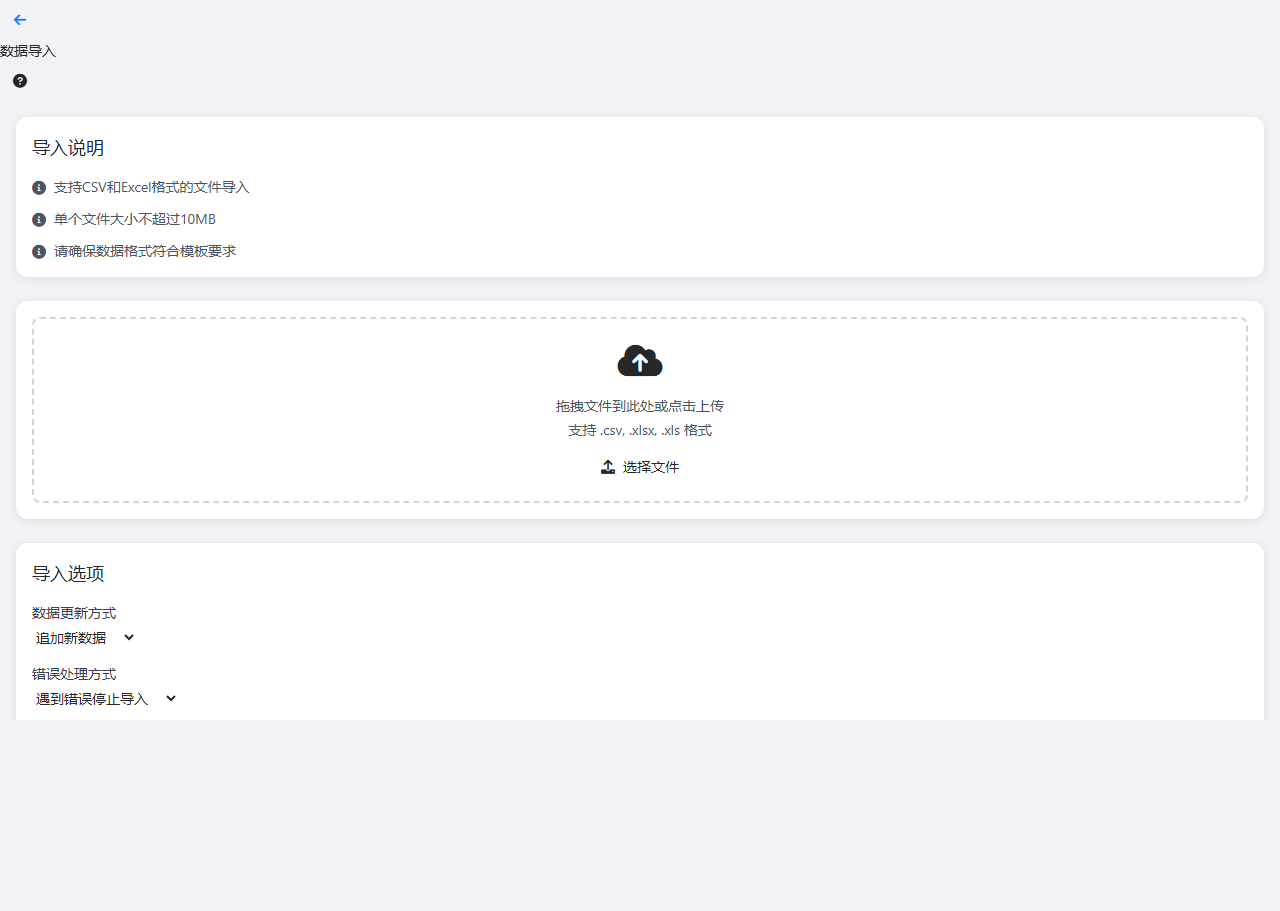 数据导入
导入说明
支持CSV和Excel格式的文件导入
单个文件大小不超过10MB
请确保数据格式符合模板要求
拖拽文件到此处或点击上传
支持 .csv, .xlsx, .xls 格式
选择文件
导入选项
数据更新方式
追加新数据
错误处理方式
遇到错误停止导入